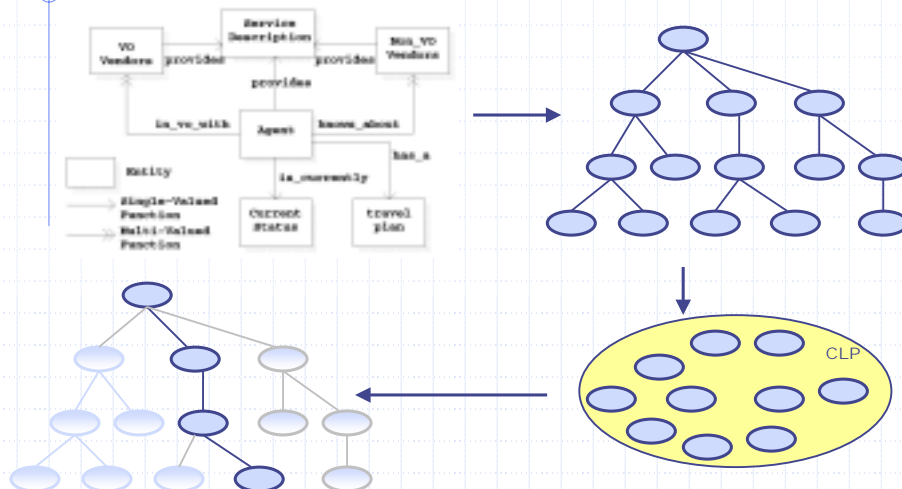 Service
Description
VO
Vendors
Non_VO
Vendors
provides
provides
provides
in_vo_with
Agent
knows_about
has_a
Entity
is_currently
Single-Valued
Function
Multi-Valued
Function
Current
Status
travel
plan
CLP